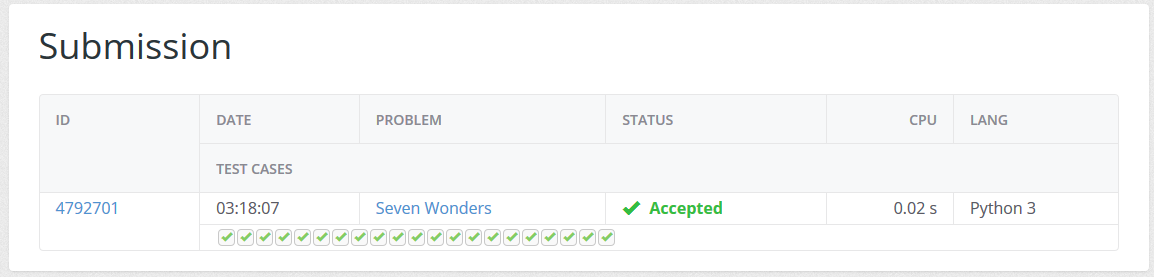 Submission
ID DATE PROBLEM STATUS CPU LANG
TEST CASES
4792701 03:18:07 Seven Wonders Accepted 0.02 s Python 3